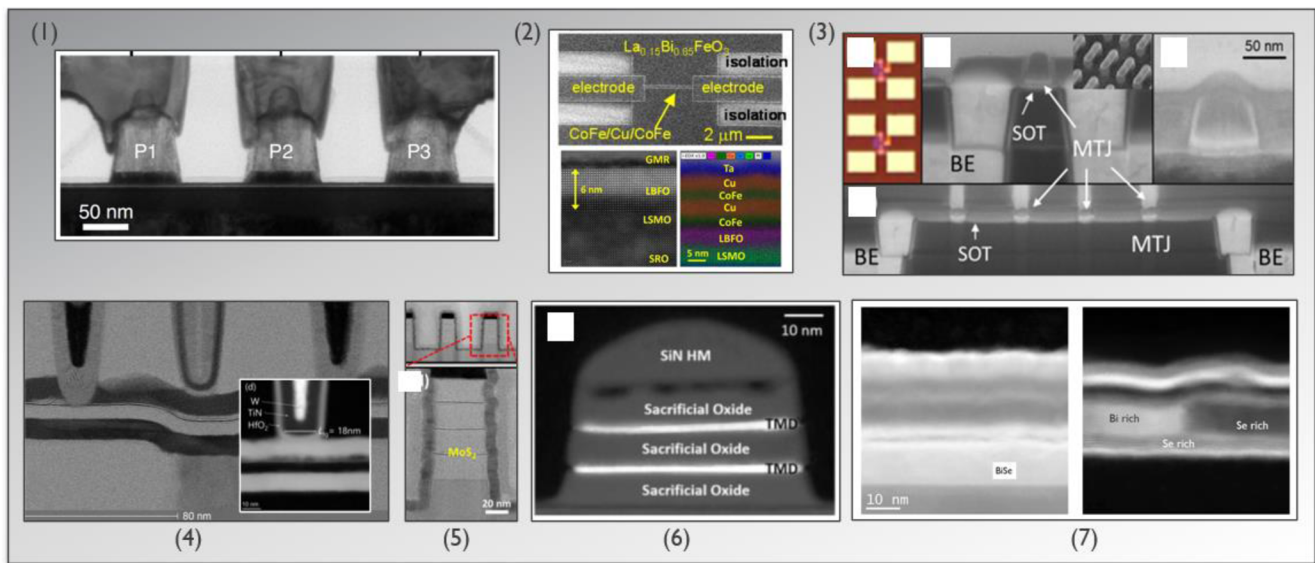 (1)
P1 P2 P3
50 nm
(2)
La0.15Bi0.85FeO3
isolation
electrode electrode
isolation
CoFe/Cu/CoFe
2 μm
GMR
6 nm
LBFO
LSMO
SRO
Ta
Cu
CoFe
Cu
CoFe
LBFO
5 nm
LSMO
(3)
50 nm
SOT
MTJ
BE
SOT
MTJ
BE
BE
(d)
W
TiN
HfO2
Lg = 18nm
10 nm
80 nm
(4)
MoS2
20 nm
(5)
10 nm
SiN HM
Sacrificial Oxide
TMD
Sacrificial Oxide
TMD
Sacrificial Oxide
(6)
BiSe
10 nm
Bi rich
Se rich
Se rich
(7)